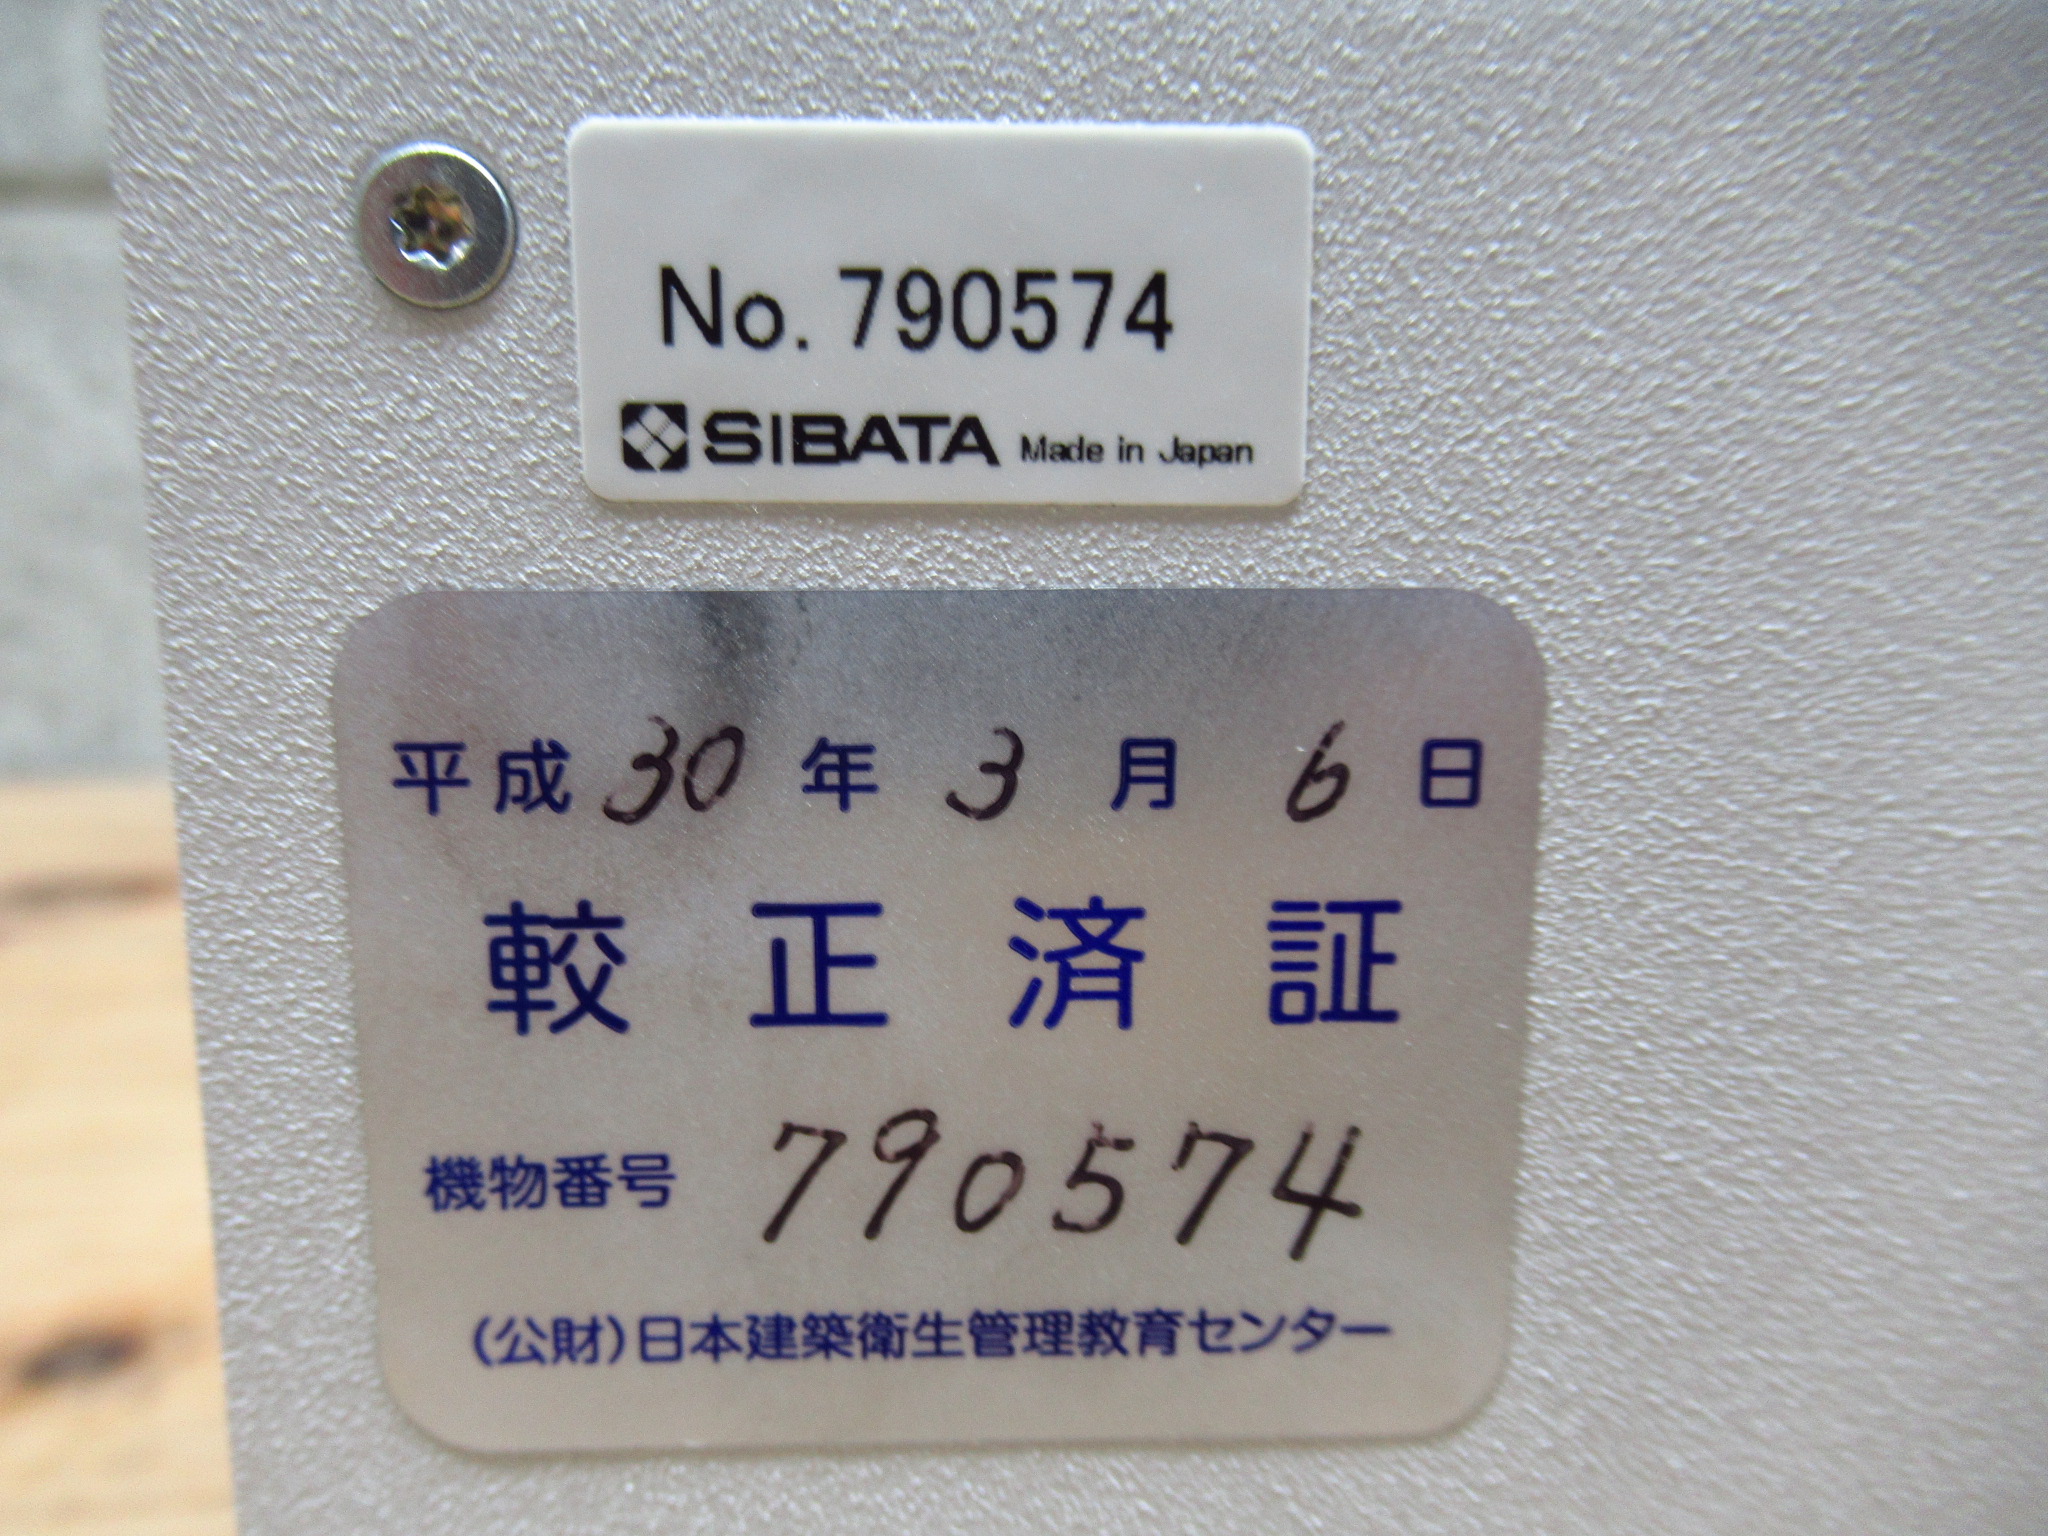 No. 790574
SIBATA Made in Japan
平成 30 年 3 月 6 日
較正済証
機物番号 790574
(公財)日本建築衛生管理教育センター